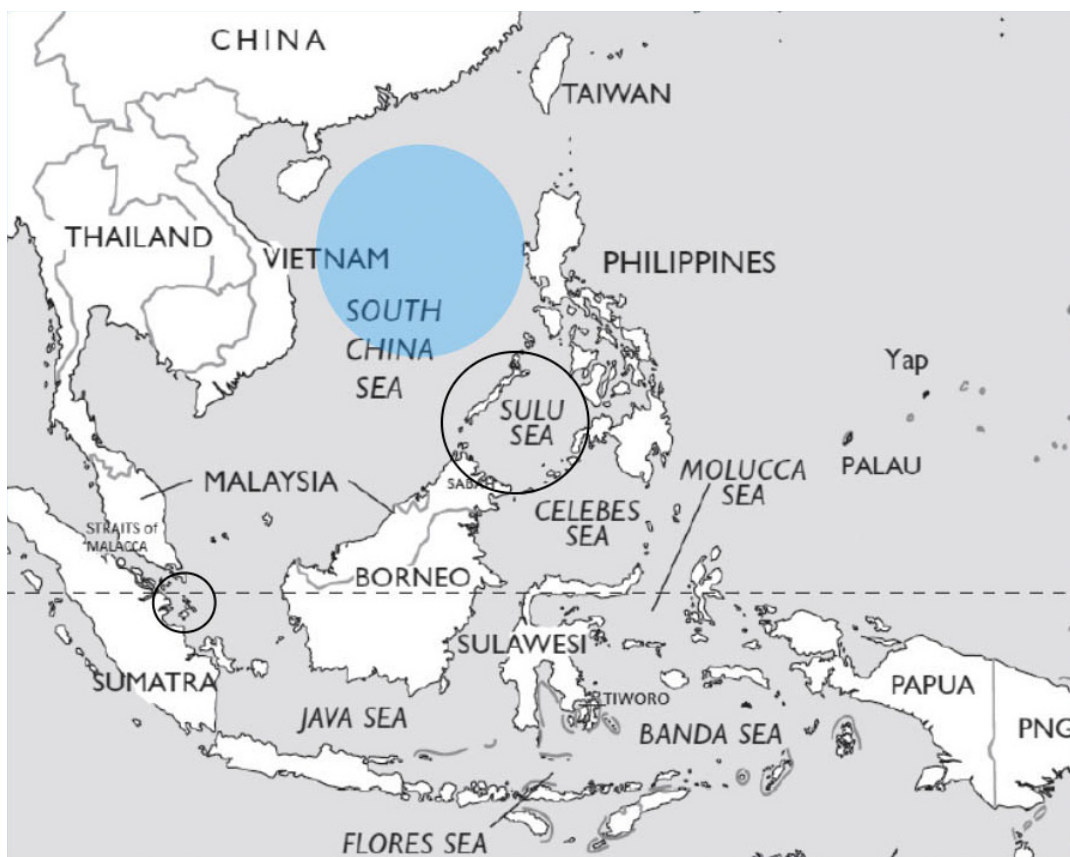 CHINA
TAIWAN
THAILAND
VIETNAM
PHILIPPINES
SOUTH
CHINA
SEA
Yap
SULU
SEA
PALAU
MOLUCCA
SEA
MALAYSIA
SABAH
CELEBES
SEA
STRAITS of
MALACCA
BORNEO
SULAWESI
SUMATRA
PAPUA
TIWORO
JAVA SEA
BANDA SEA
PNG
FLORES SEA